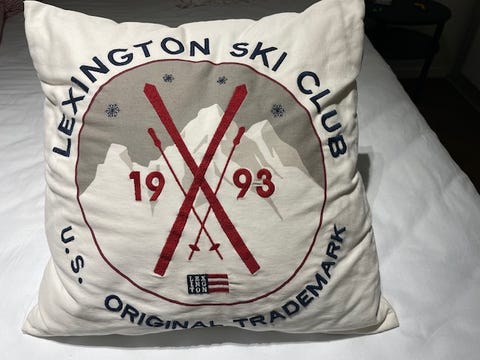 LEXINGTON SKI CLUB
19 93
LEX
ING
TON
U.S. ORIGINAL TRADEMARK